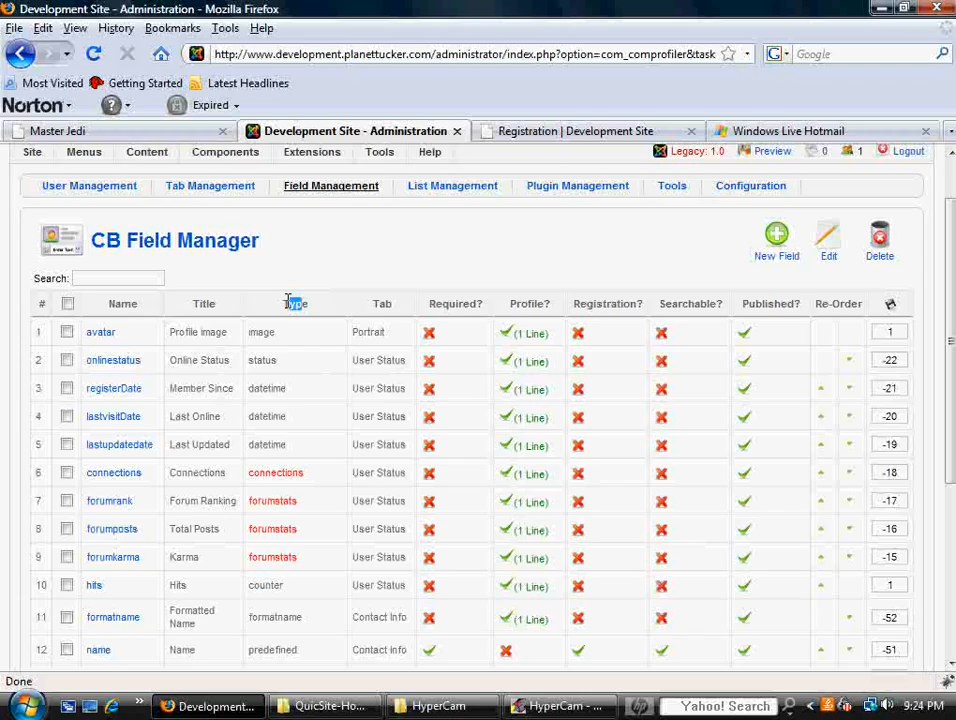 Development Site - Administration - Mozilla Firefox
File Edit View History Bookmarks Tools Help
http://www.development.planettucker.com/administrator/index.php?option=com_comprofiler&task
Google
Most Visited Getting Started Latest Headlines
Norton Expired
Master Jedi
Development Site - Administration
Registration | Development Site
Windows Live Hotmail
Site Menus Content Components Extensions Tools Help Legacy: 1.0 Preview 0 1 Logout
User Management Tab Management Field Management List Management Plugin Management Tools Configuration
CB Field Manager
New Field Edit Delete
Search:
# Name Title Type Tab Required? Profile? Registration? Searchable? Published? Re-Order
1 avatar Profile image image Portrait (1 Line) 1
2 onlinestatus Online Status status User Status (1 Line) -22
3 registerDate Member Since datetime User Status (1 Line) -21
4 lastvisitDate Last Online datetime User Status (1 Line) -20
5 lastupdatedate Last Updated datetime User Status (1 Line) -19
6 connections Connections connections User Status (1 Line) -18
7 forumrank Forum Ranking forumstats User Status (1 Line) -17
8 forumposts Total Posts forumstats User Status (1 Line) -16
9 forumkarma Karma forumstats User Status (1 Line) -15
10 hits Hits counter User Status (1 Line) 1
11 formatname Formatted Name formatname Contact Info (1 Line) -52
12 name Name predefined Contact Info -51
Done
Development... QuicSite-Ho... HyperCam HyperCam - ... Yahoo! Search 9:24 PM